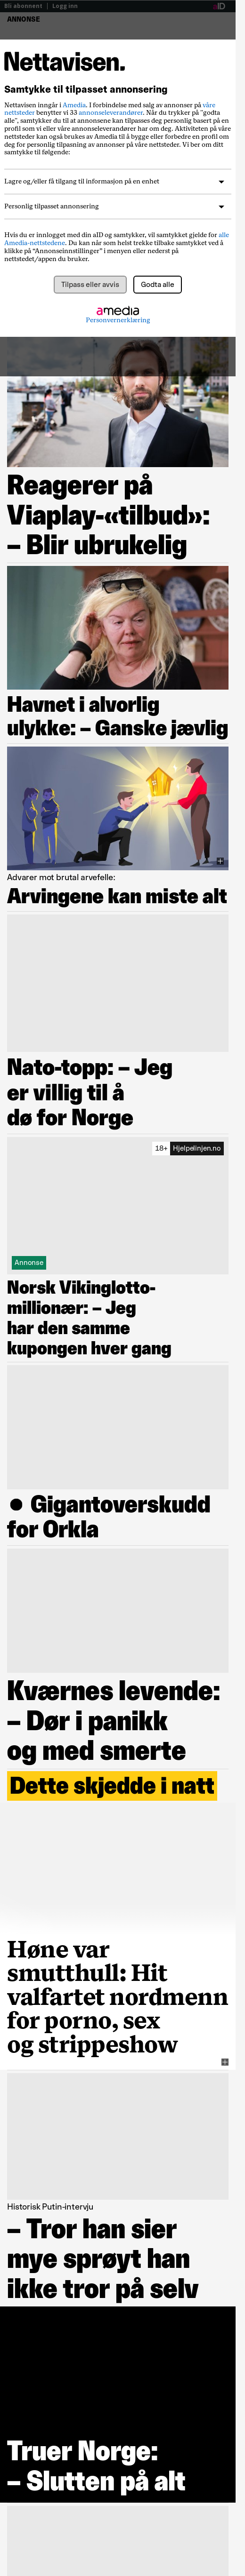 Bli abonnent | Logg inn
aID
ANNONSE
Nettavisen.
Samtykke til tilpasset annonsering
Nettavisen inngår i Amedia. I forbindelse med salg av annonser på våre
nettsteder benytter vi 33 annonseleverandører. Når du trykker på "godta
alle", samtykker du til at annonsørene kan tilpasse deg personlig basert på en
profil som vi eller våre annonseleverandører har om deg. Aktiviteten på våre
nettsteder kan også brukes av Amedia til å bygge eller forbedre en profil om
deg for personlig tilpasning av annonser på våre nettsteder. Vi ber om ditt
samtykke til følgende:
Lagre og/eller få tilgang til informasjon på en enhet
Personlig tilpasset annonsering
Hvis du er innlogget med din aID og samtykker, vil samtykket gjelde for alle
Amedia-nettstedene. Du kan når som helst trekke tilbake samtykket ved å
klikke på “Annonseinnstillinger” i menyen eller nederst på
nettstedet/appen du bruker.
Tilpass eller avvis
Godta alle
amedia
Personvernerklæring
Reagerer på
Viaplay-«tilbud»:
– Blir ubrukelig
Havnet i alvorlig
ulykke: – Ganske jævlig
Advarer mot brutal arvefelle:
Arvingene kan miste alt
Nato-topp: – Jeg
er villig til å
dø for Norge
18+ Hjelpelinjen.no
Annonse
Norsk Vikinglotto-
millionær: – Jeg
har den samme
kupongen hver gang
● Gigantoverskudd
for Orkla
Kværnes levende:
– Dør i panikk
og med smerte
Dette skjedde i natt
Høne var
smutthull: Hit
valfartet nordmenn
for porno, sex
og strippeshow
Historisk Putin-intervju
– Tror han sier
mye sprøyt han
ikke tror på selv
Truer Norge:
– Slutten på alt